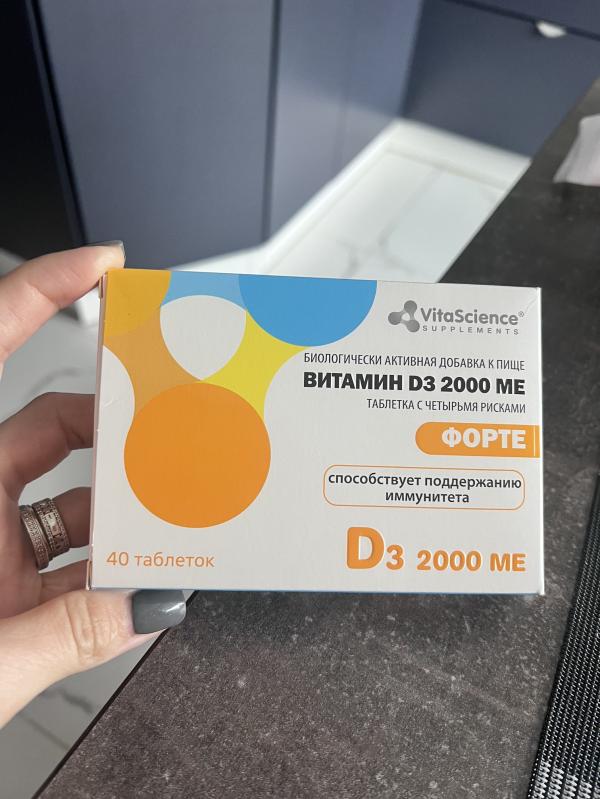 VitaScience®
SUPPLEMENTS
БИОЛОГИЧЕСКИ АКТИВНАЯ ДОБАВКА К ПИЩЕ
ВИТАМИН D3 2000 МЕ
ТАБЛЕТКА С ЧЕТЫРЬМЯ РИСКАМИ
ФОРТЕ
способствует поддержанию
иммунитета
40 таблеток
D3 2000 МЕ